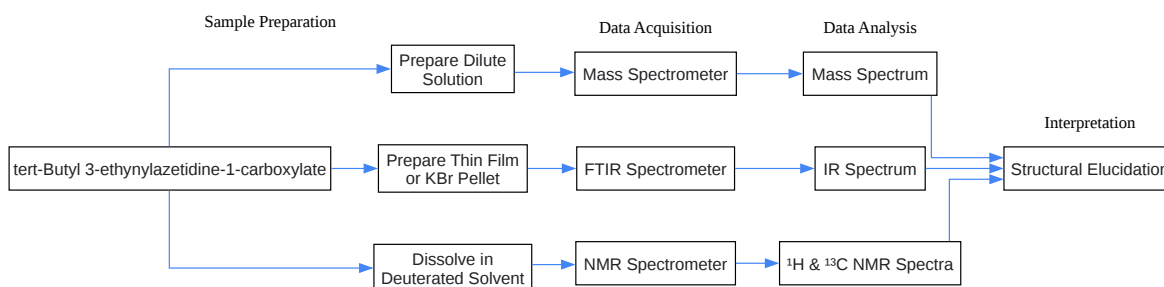 Sample Preparation
Data Acquisition
Data Analysis
Prepare Dilute
Solution
Mass Spectrometer
Mass Spectrum
Interpretation
tert-Butyl 3-ethynylazetidine-1-carboxylate
Prepare Thin Film
or KBr Pellet
FTIR Spectrometer
IR Spectrum
Structural Elucidation
Dissolve in
Deuterated Solvent
NMR Spectrometer
¹H & ¹³C NMR Spectra